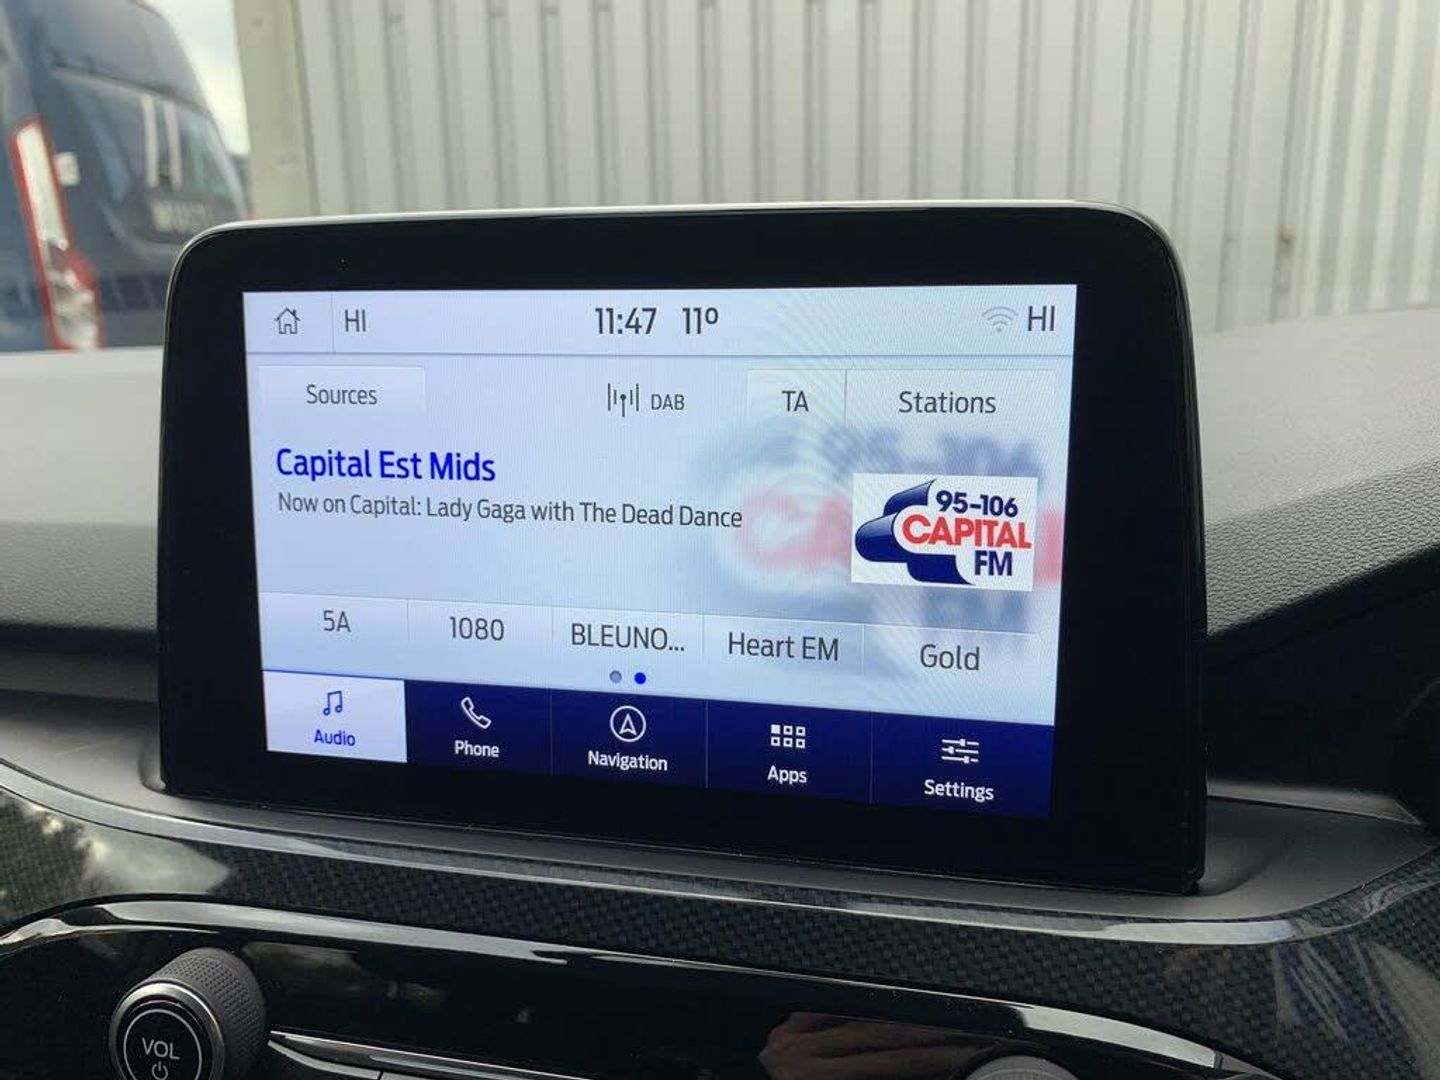 HI 11:47 11º HI
Sources DAB TA Stations
Capital Est Mids
Now on Capital: Lady Gaga with The Dead Dance
95-106
CAPITAL
FM
5A 1080 BLEUNO... Heart EM Gold
Audio Phone Navigation Apps Settings
VOL